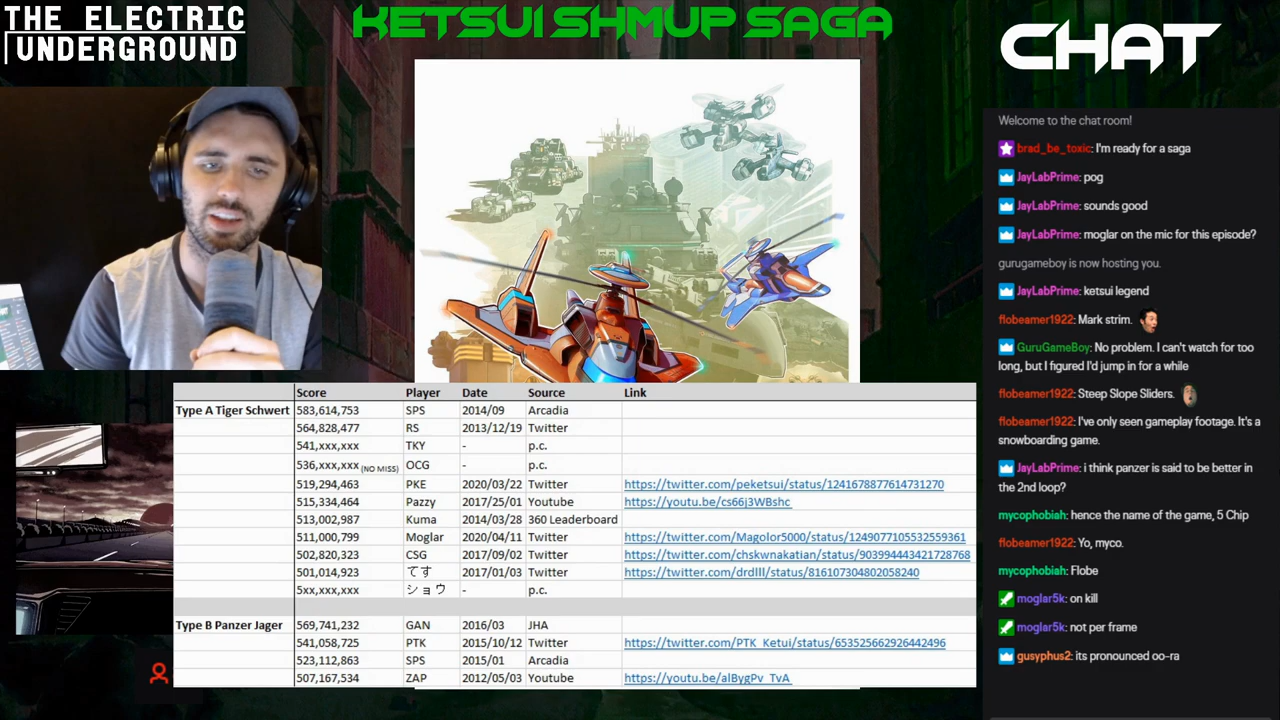 THE ELECTRIC
UNDERGROUND
KETSUI SHMUP SAGA
CHAT
Welcome to the chat room!
brad_be_toxic: I'm ready for a saga
JayLabPrime: pog
JayLabPrime: sounds good
JayLabPrime: moglar on the mic for this episode?
gurugameboy is now hosting you.
JayLabPrime: ketsui legend
flobeamer1922: Mark strim.
GuruGameBoy: No problem. I can't watch for too
long, but I figured I'd jump in for a while
flobeamer1922: Steep Slope Sliders.
flobeamer1922: I've only seen gameplay footage. It's a
snowboarding game.
JayLabPrime: i think panzer is said to be better in
the 2nd loop?
mycophobiah: hence the name of the game, 5 Chip
flobeamer1922: Yo, myco.
mycophobiah: Flobe
moglar5k: on kill
moglar5k: not per frame
gusyphus2: its pronounced oo-ra
Score Player Date Source Link
Type A Tiger Schwert 583,614,753 SPS 2014/09 Arcadia
564,828,477 RS 2013/12/19 Twitter
541,xxx,xxx TKY - p.c.
536,xxx,xxx (NO MISS) OCG - p.c.
519,294,463 PKE 2020/03/22 Twitter https://twitter.com/peketsui/status/1241678877614731270
515,334,464 Pazzy 2017/25/01 Youtube https://youtu.be/cs66j3WBshc
513,002,987 Kuma 2014/03/28 360 Leaderboard
511,000,799 Moglar 2020/04/11 Twitter https://twitter.com/Magolor5000/status/1249077105532559361
502,820,323 CSG 2017/09/02 Twitter https://twitter.com/chskwnakatian/status/903994443421728768
501,014,923 てす 2017/01/03 Twitter https://twitter.com/drdlll/status/816107304802058240
5xx,xxx,xxx ショウ - p.c.
Type B Panzer Jager 569,741,232 GAN 2016/03 JHA
541,058,725 PTK 2015/10/12 Twitter https://twitter.com/PTK_Ketui/status/653525662926442496
523,112,863 SPS 2015/01 Arcadia
507,167,534 ZAP 2012/05/03 Youtube https://youtu.be/alBygPv_TvA